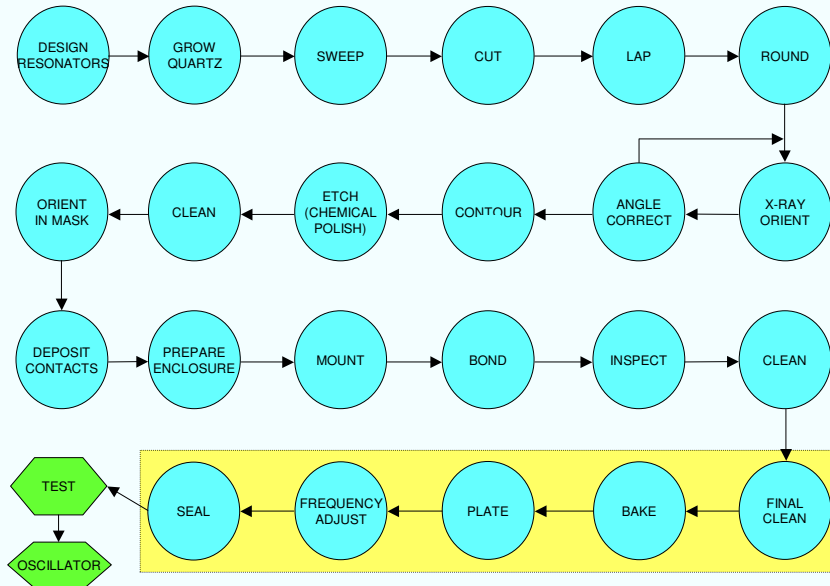 DESIGN
RESONATORS
GROW
QUARTZ
SWEEP
CUT
LAP
ROUND
X-RAY
ORIENT
ANGLE
CORRECT
CONTOUR
ETCH
(CHEMICAL
POLISH)
CLEAN
ORIENT
IN MASK
DEPOSIT
CONTACTS
PREPARE
ENCLOSURE
MOUNT
BOND
INSPECT
CLEAN
FINAL
CLEAN
BAKE
PLATE
FREQUENCY
ADJUST
SEAL
TEST
OSCILLATOR